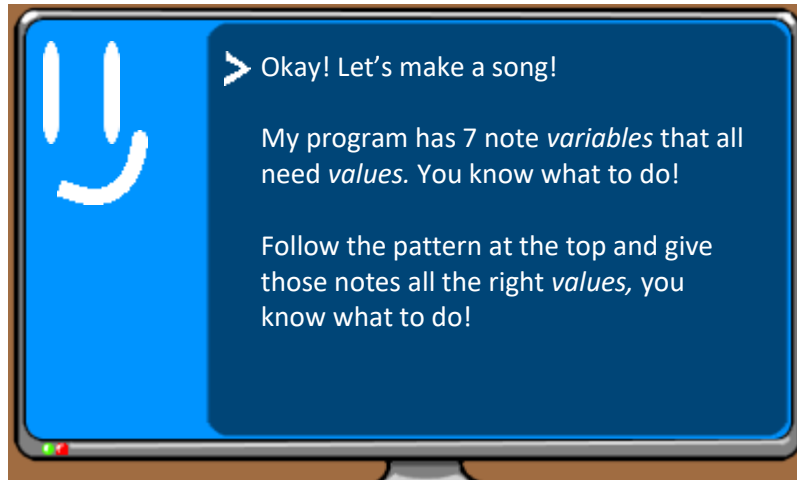 > Okay! Let’s make a song!
My program has 7 note variables that all
need values. You know what to do!
Follow the pattern at the top and give
those notes all the right values, you
know what to do!